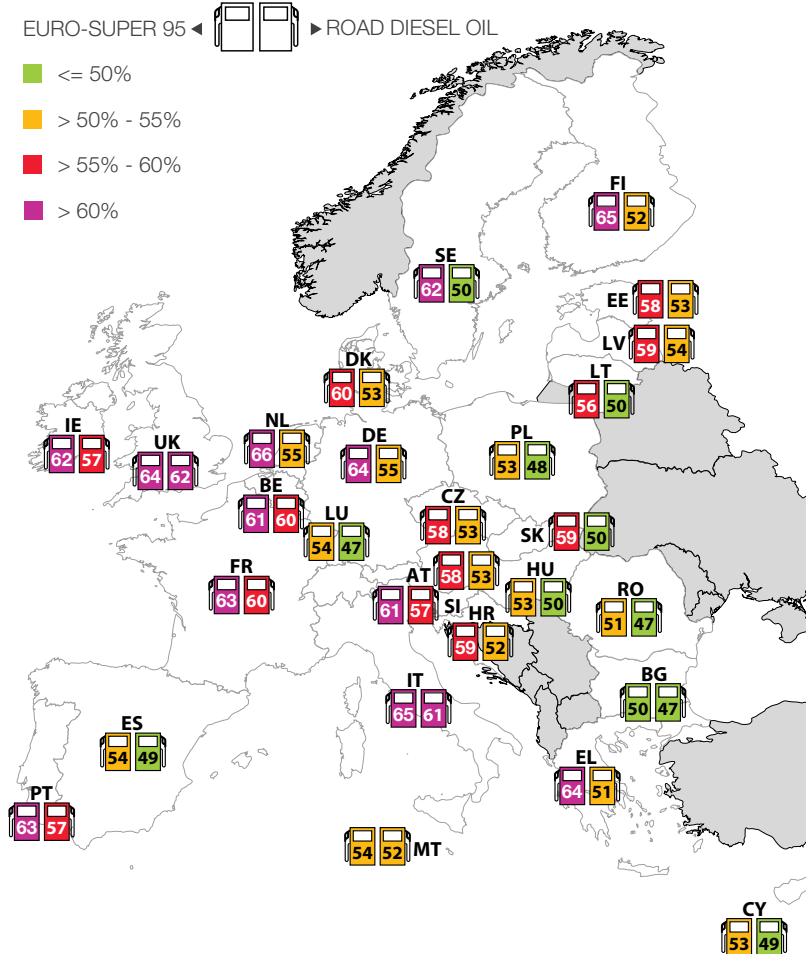 EURO-SUPER 95 ◄ ► ROAD DIESEL OIL
<= 50%
> 50% - 55%
> 55% - 60%
> 60%
FI
65 52
SE
62 50
EE 58 53
LV 59 54
DK
60 53
LT
56 50
IE
62 57
UK
64 62
NL
66 55
DE
64 55
PL
53 48
BE
61 60
LU
54 47
CZ
58 53
SK 59 50
FR
63 60
AT
58 53
61 57
SI
HU
53 50
HR
59 52
RO
51 47
IT
65 61
BG
50 47
ES
54 49
EL
64 51
PT
63 57
54 52 MT
CY
53 49